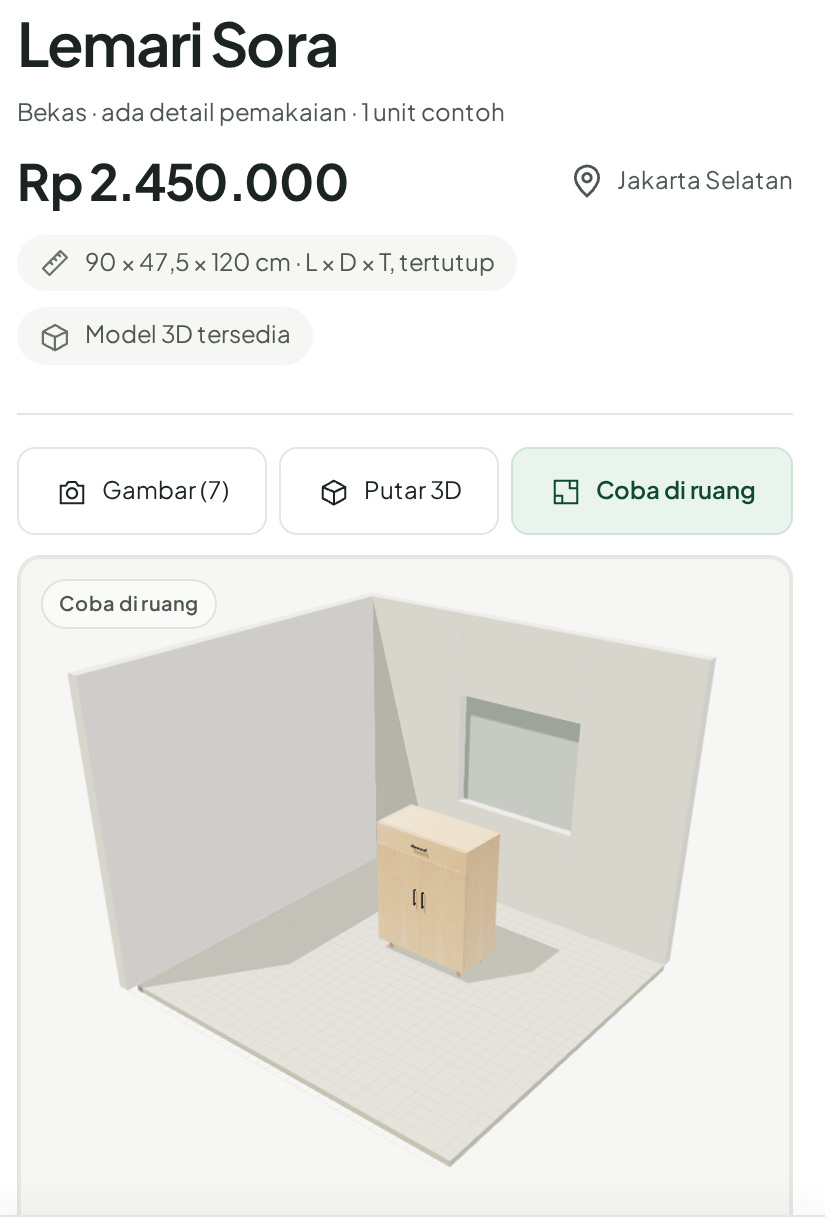 Lemari Sora
Bekas · ada detail pemakaian · 1 unit contoh
Rp 2.450.000
Jakarta Selatan
90 × 47,5 × 120 cm · L × D × T, tertutup
Model 3D tersedia
Gambar (7)
Putar 3D
Coba di ruang
Coba di ruang